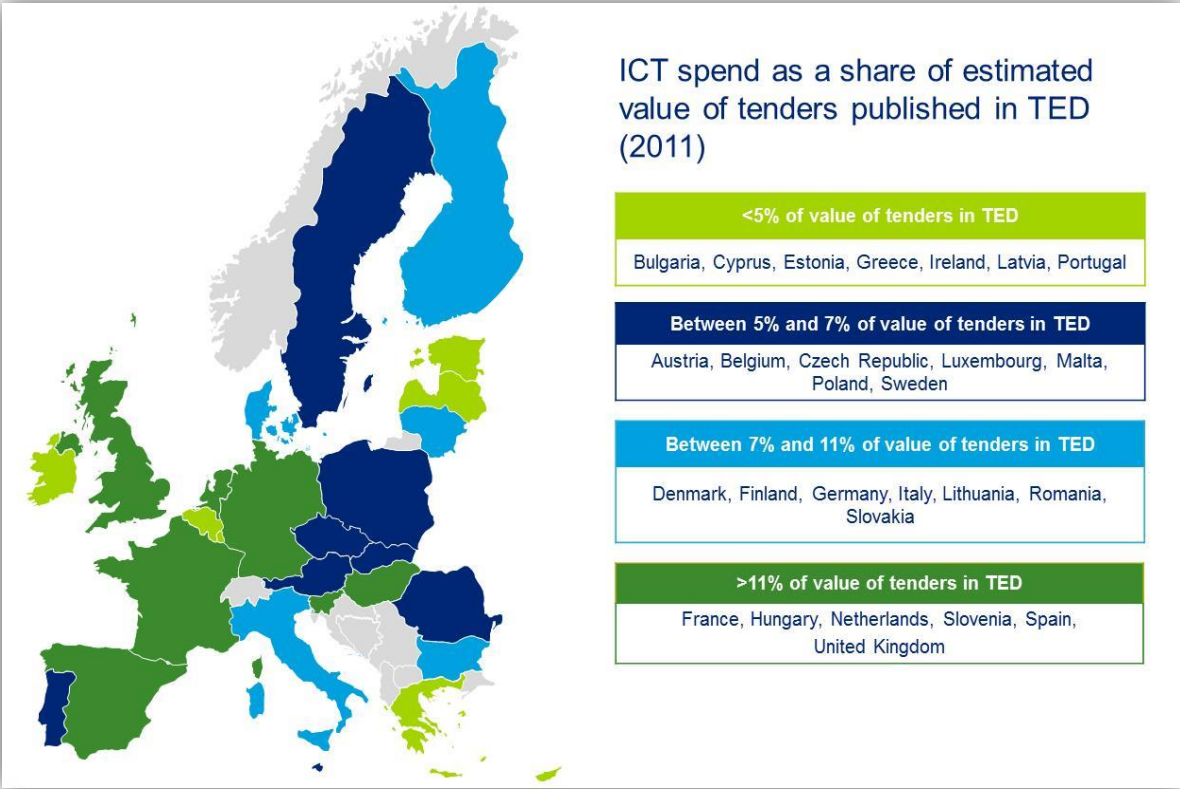 ICT spend as a share of estimated
value of tenders published in TED
(2011)
<5% of value of tenders in TED
Bulgaria, Cyprus, Estonia, Greece, Ireland, Latvia, Portugal
Between 5% and 7% of value of tenders in TED
Austria, Belgium, Czech Republic, Luxembourg, Malta,
Poland, Sweden
Between 7% and 11% of value of tenders in TED
Denmark, Finland, Germany, Italy, Lithuania, Romania,
Slovakia
>11% of value of tenders in TED
France, Hungary, Netherlands, Slovenia, Spain,
United Kingdom